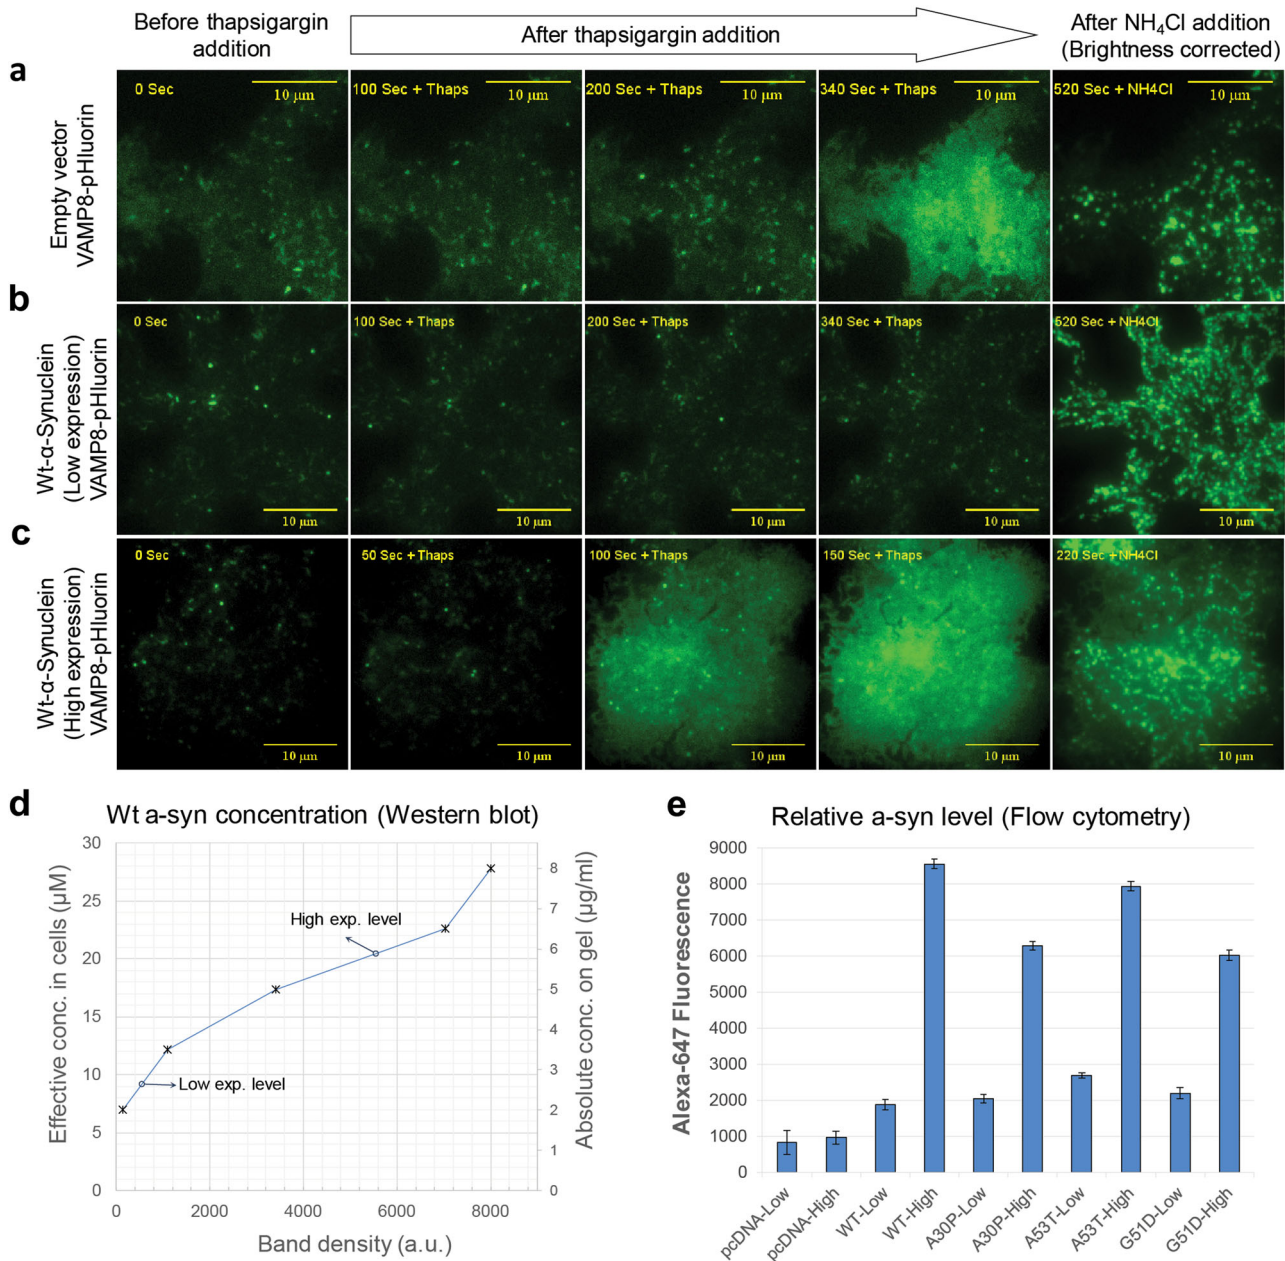 Before thapsigargin
addition
After thapsigargin addition
After NH₄Cl addition
(Brightness corrected)
a
Empty vector
VAMP8-pHluorin
0 Sec
10 μm
100 Sec + Thaps
10 μm
200 Sec + Thaps
10 μm
340 Sec + Thaps
10 μm
520 Sec + NH4Cl
10 μm
b
Wt-α-Synuclein
(Low expression)
VAMP8-pHluorin
0 Sec
10 μm
100 Sec + Thaps
10 μm
200 Sec + Thaps
10 μm
340 Sec + Thaps
10 μm
520 Sec + NH4Cl
10 μm
c
Wt-α-Synuclein
(High expression)
VAMP8-pHluorin
0 Sec
10 μm
50 Sec + Thaps
10 μm
100 Sec + Thaps
10 μm
150 Sec + Thaps
10 μm
220 Sec + NH4Cl
10 μm
d
Wt a-syn concentration (Western blot)
Effective conc. in cells (μM)
30
25
20
15
10
5
0
High exp. level
Low exp. level
8
7
6
5
4
3
2
1
0
Absolute conc. on gel (μg/ml)
0
2000
4000
6000
8000
Band density (a.u.)
e
Relative a-syn level (Flow cytometry)
Alexa-647 Fluorescence
9000
8000
7000
6000
5000
4000
3000
2000
1000
0
pcDNA-Low
pcDNA-High
WT-Low
WT-High
A30P-Low
A30P-High
A53T-Low
A53T-High
G51D-Low
G51D-High